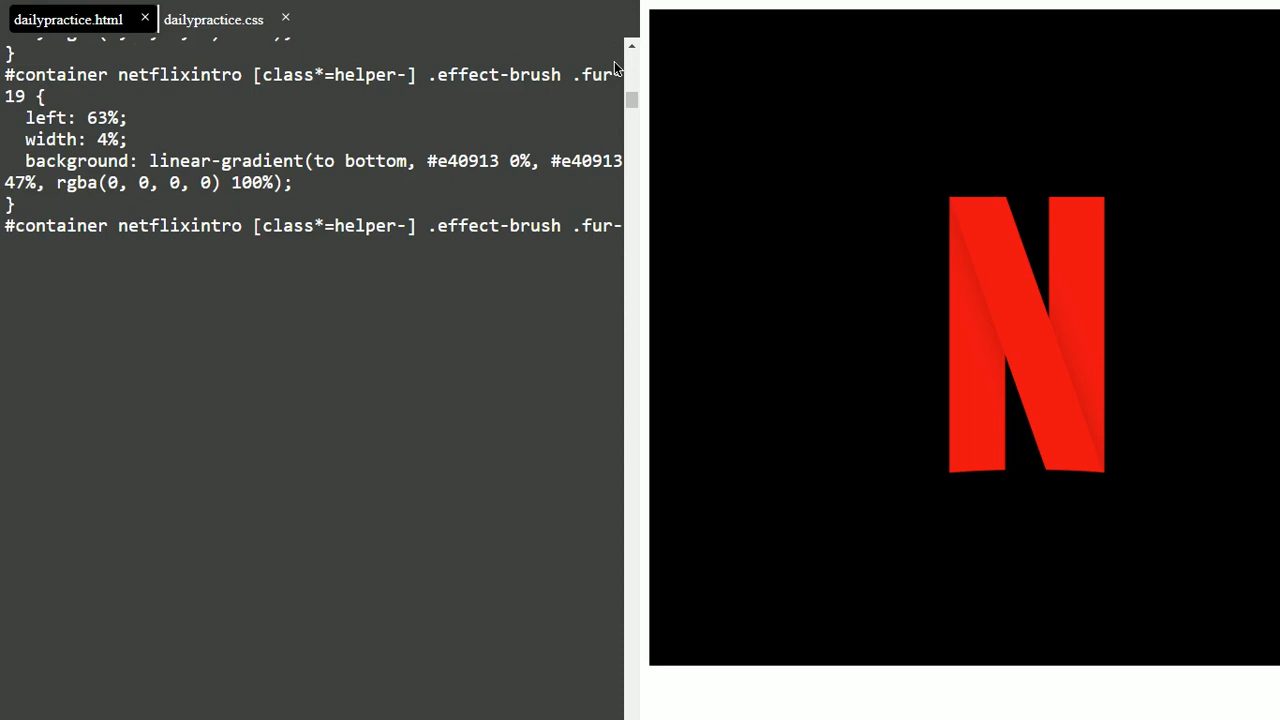 dailypractice.html × dailypractice.css ×
}
#container netflixintro [class*=helper-] .effect-brush .fur-
19 {
left: 63%;
width: 4%;
background: linear-gradient(to bottom, #e40913 0%, #e40913
47%, rgba(0, 0, 0, 0) 100%);
}
#container netflixintro [class*=helper-] .effect-brush .fur-
N